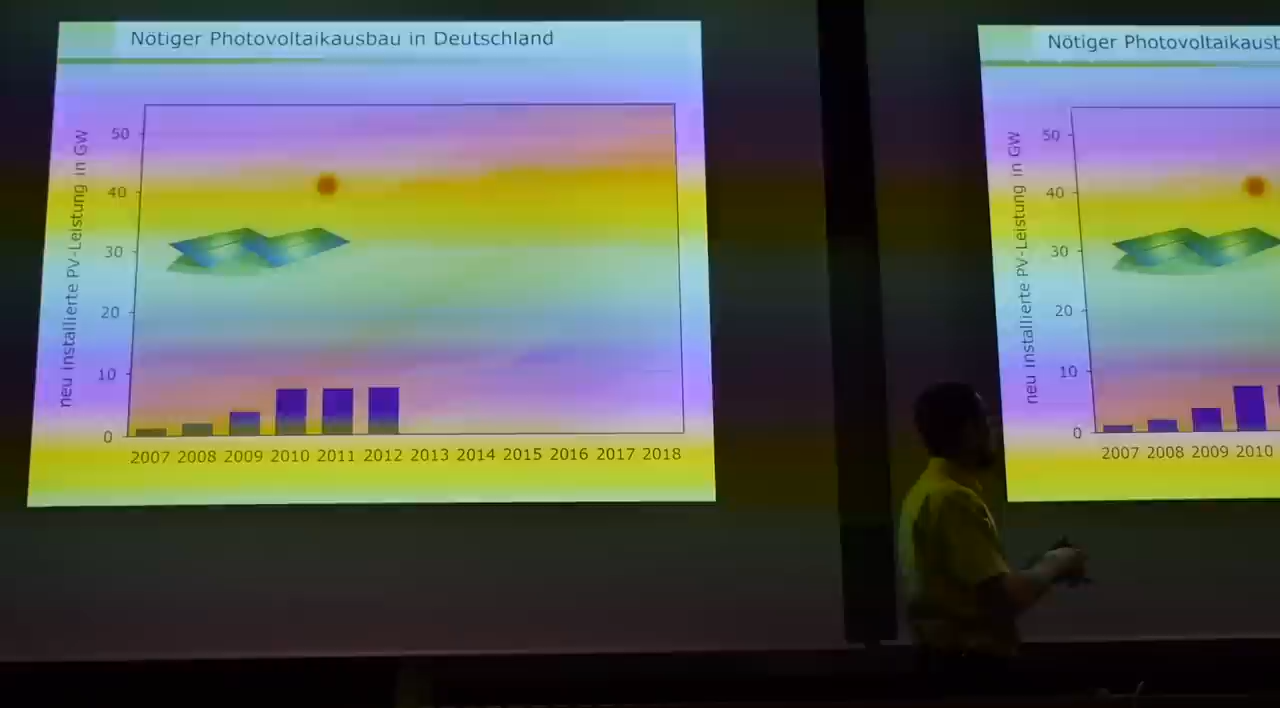 Nötiger Photovoltaikausbau in Deutschland
neu installierte PV-Leistung in GW
50
40
30
20
10
0
2007 2008 2009 2010 2011 2012 2013 2014 2015 2016 2017 2018
Nötiger Photovoltaikausb
neu installierte PV-Leistung in GW
50
40
30
20
10
0
2007 2008 2009 2010